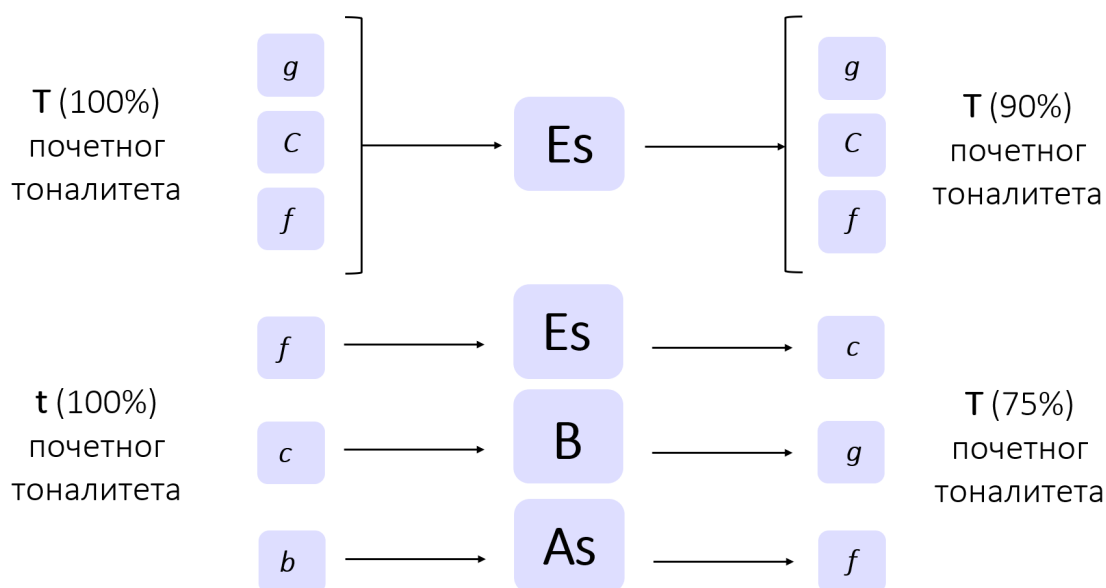 T (100%)
почетног
тоналитета
g
C
f
Es
g
C
f
T (90%)
почетног
тоналитета
t (100%)
почетног
тоналитета
f
Es
c
c
B
g
b
As
f
T (75%)
почетног
тоналитета